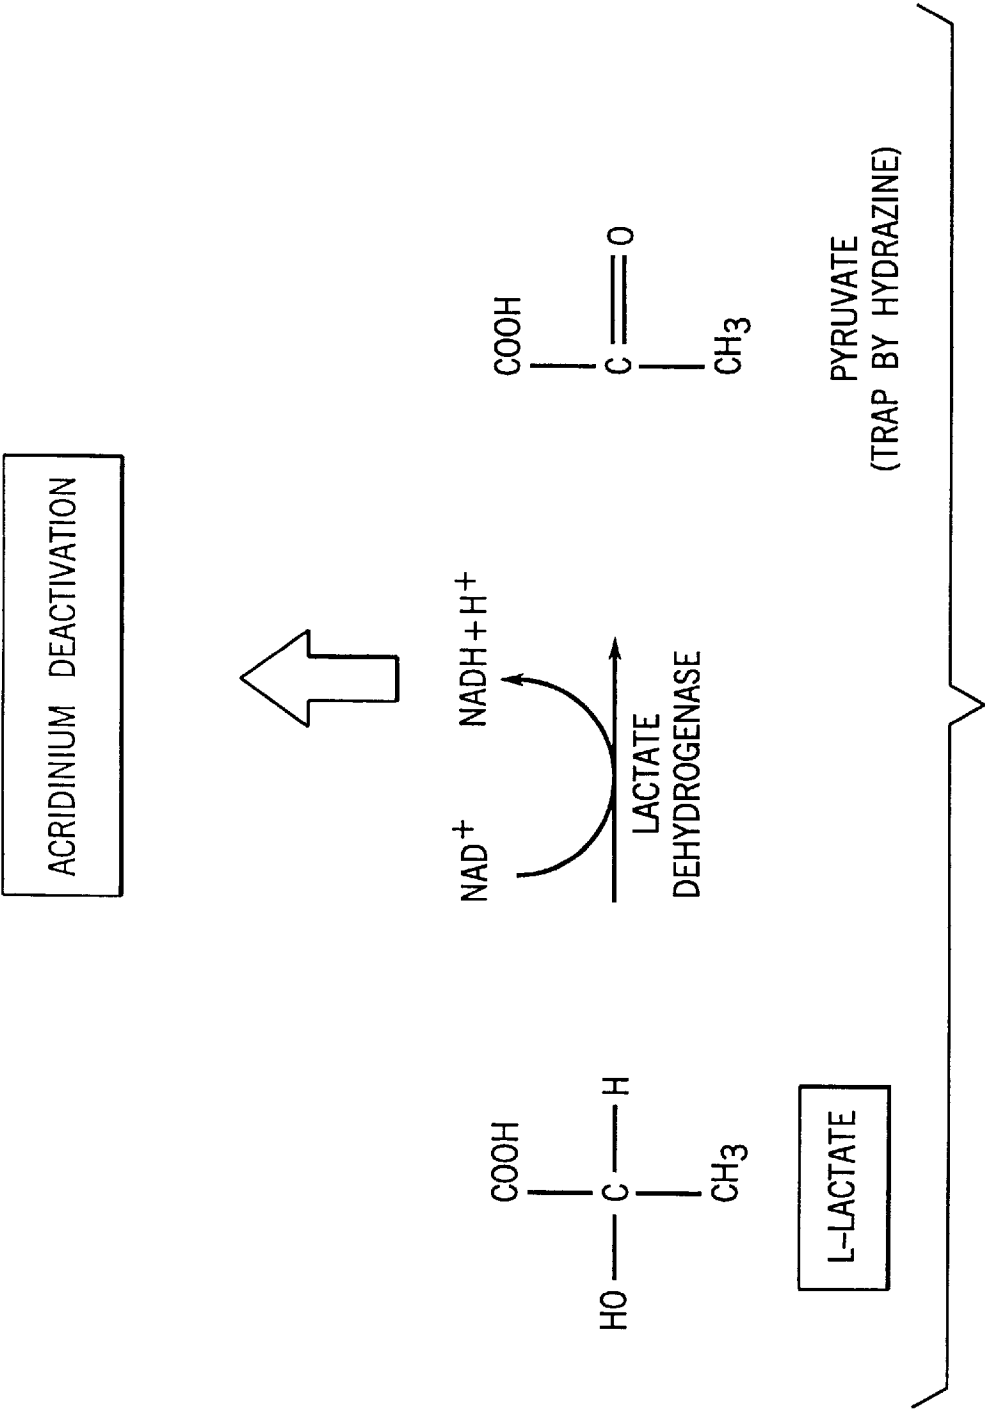 ACRIDINIUM DEACTIVATION
NAD+
NADH+H+
LACTATE
DEHYDROGENASE
COOH
HO
C
H
CH3
L-LACTATE
COOH
C
O
CH3
PYRUVATE
(TRAP BY HYDRAZINE)